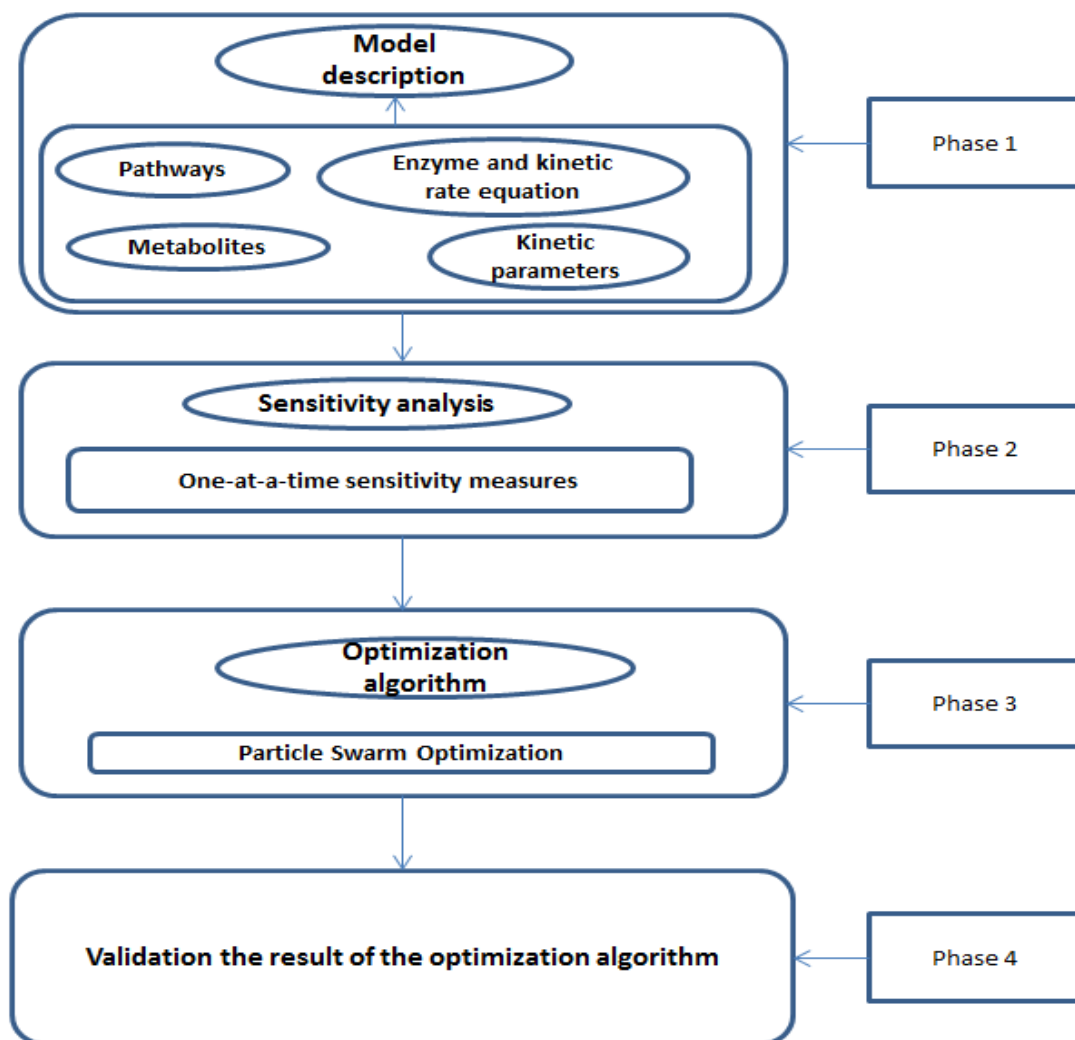 Model
description
Phase 1
Pathways
Enzyme and kinetic
rate equation
Metabolites
Kinetic
parameters
Sensitivity analysis
Phase 2
One-at-a-time sensitivity measures
Optimization
algorithm
Phase 3
Particle Swarm Optimization
Validation the result of the optimization algorithm
Phase 4